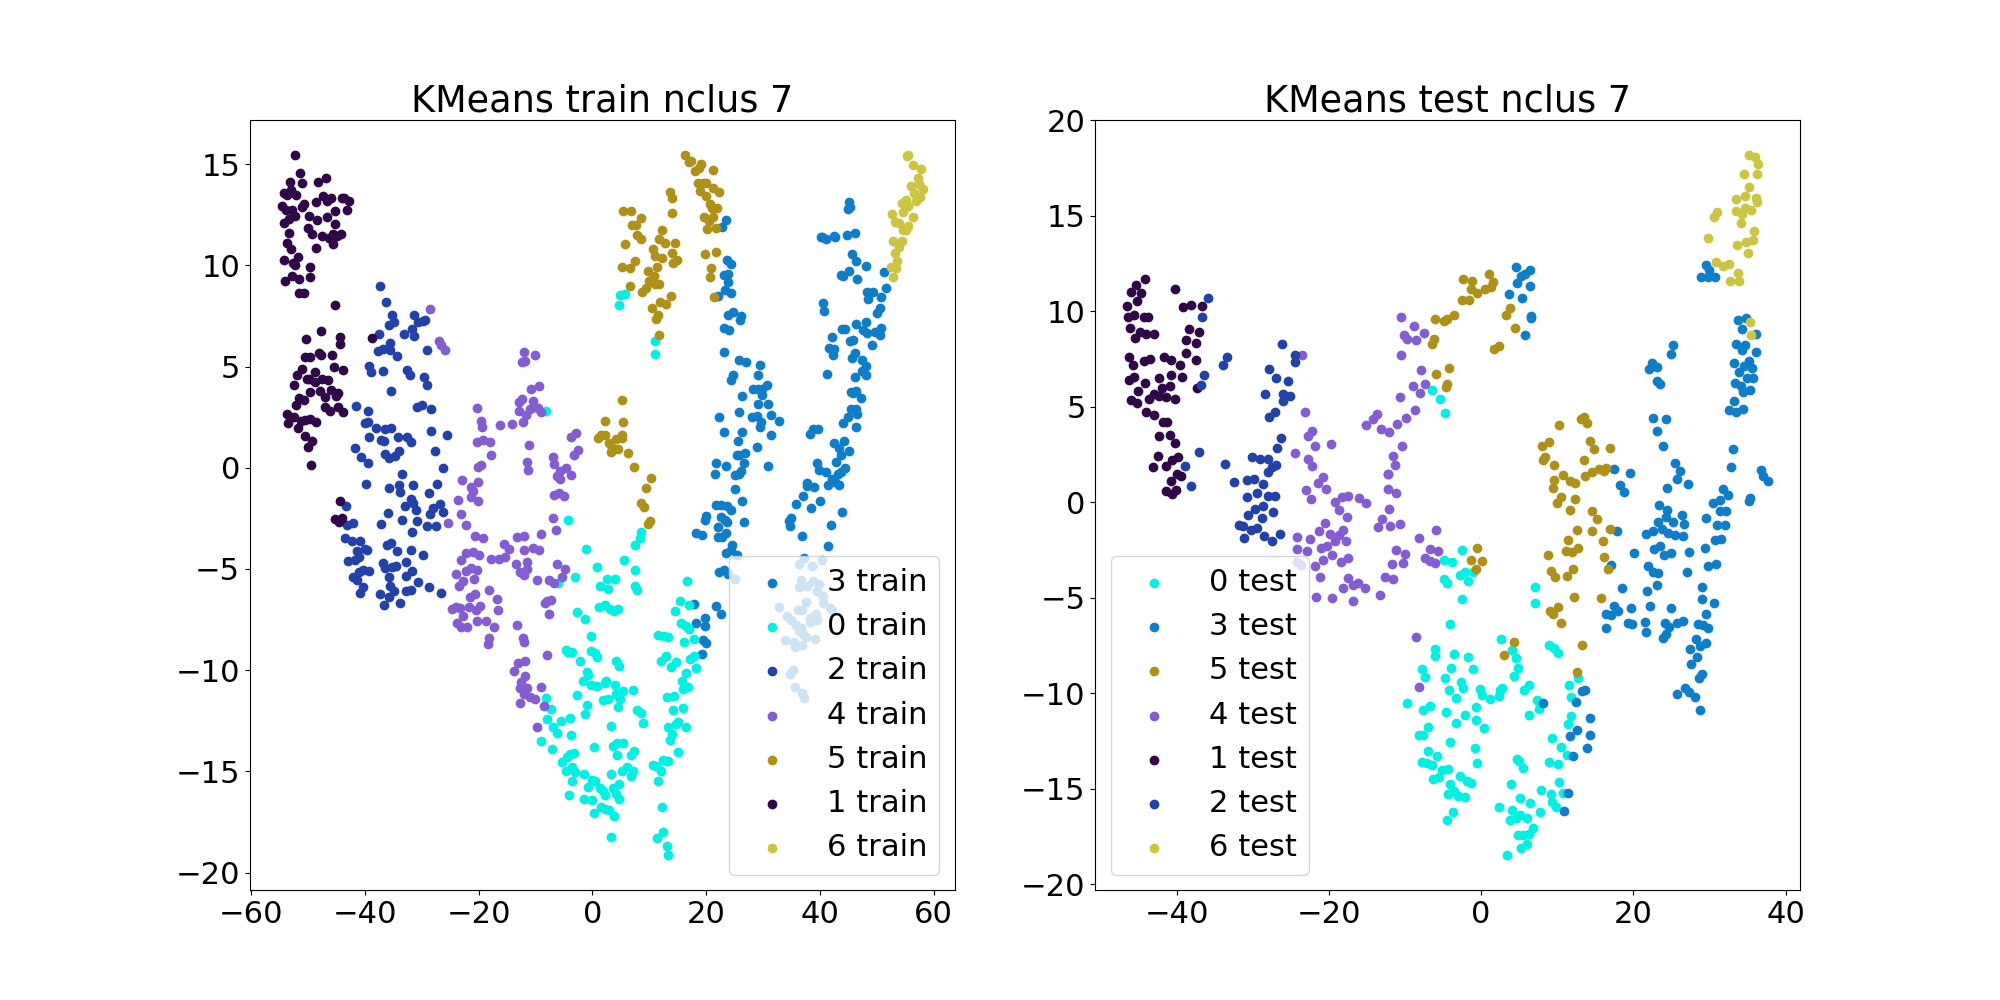 KMeans train nclus 7
15
10
5
0
−5
−10
−15
−20
−60 −40 −20 0 20 40 60
3 train
0 train
2 train
4 train
5 train
1 train
6 train
KMeans test nclus 7
20
15
10
5
0
−5
−10
−15
−20
−40 −20 0 20 40
0 test
3 test
5 test
4 test
1 test
2 test
6 test